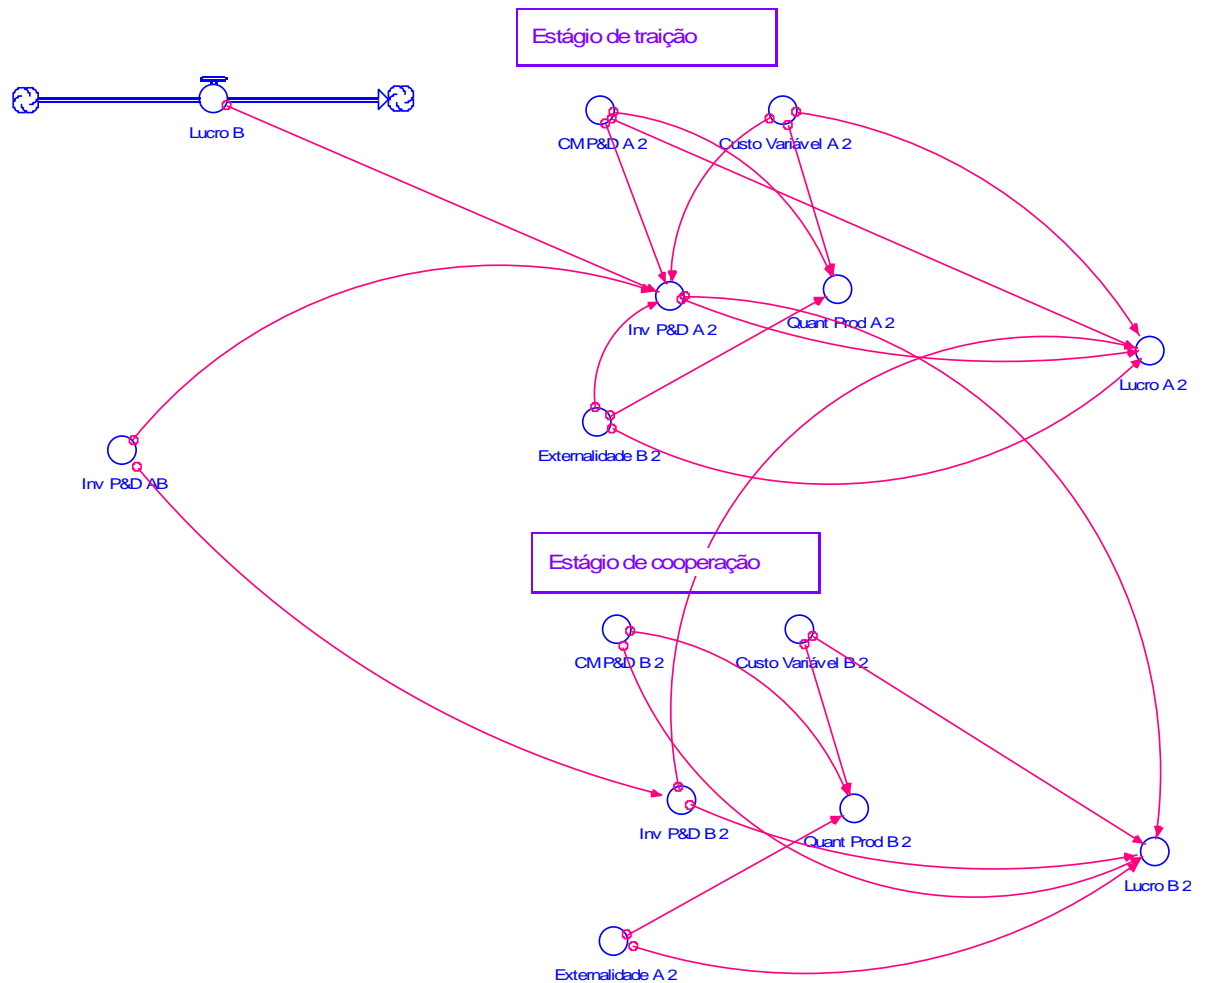 Estágio de traição
Lucro B
CM P&D A 2
Custo Variável A 2
Inv P&D A 2
Quant Prod A 2
Lucro A 2
Externalidade B 2
Inv P&D AB
Estágio de cooperação
CM P&D B 2
Custo Variável B 2
Inv P&D B 2
Quant Prod B 2
Lucro B 2
Externalidade A 2